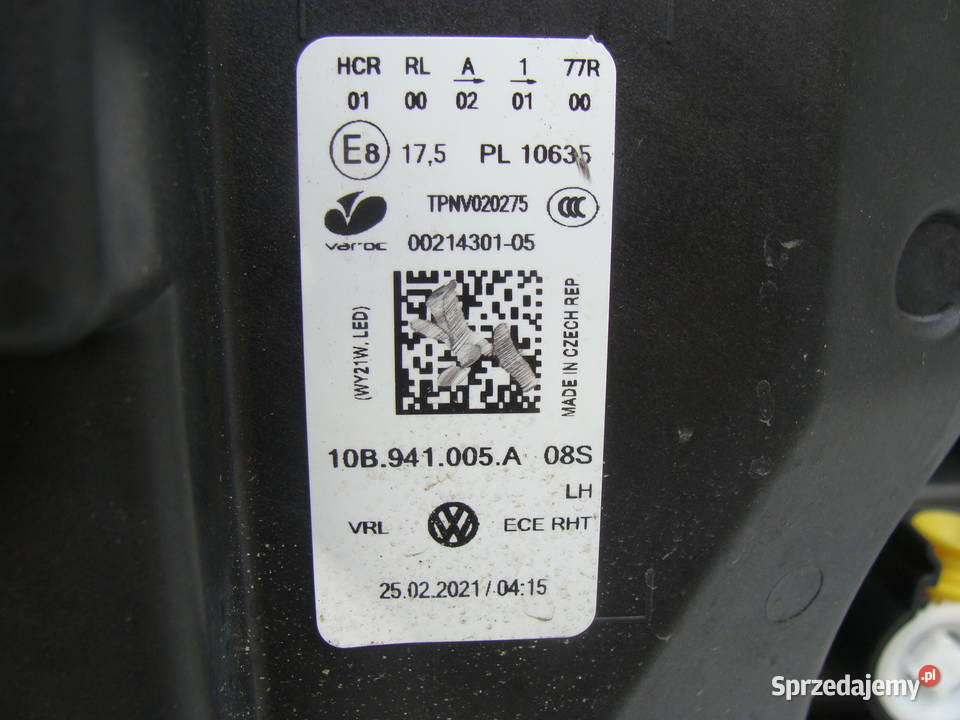 HCR RL A 1 77R
01 00 02 01 00
E8 17,5 PL 10635
TPNV020275 CCC
varoc 00214301-05
(WY21W, LED)
MADE IN CZECH REP
10B.941.005.A 08S
LH
VRL VW ECE RHT
25.02.2021 / 04:15
Sprzedajemy.pl